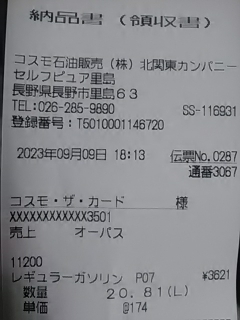 納品書（領収書）
コスモ石油販売（株）北関東カンパニー
セルフピュア里島
長野県長野市里島６３
TEL:026-285-9890 SS-116931
登録番号：T5010001146720
2023年09月09日 18:13 伝票No.0287
通番3067
コスモ・ザ・カード 様
XXXXXXXXXXXX3501
売上 オーパス
11200
レギュラーガソリン P07 ¥3621
数量 20.81(L)
単価 @174